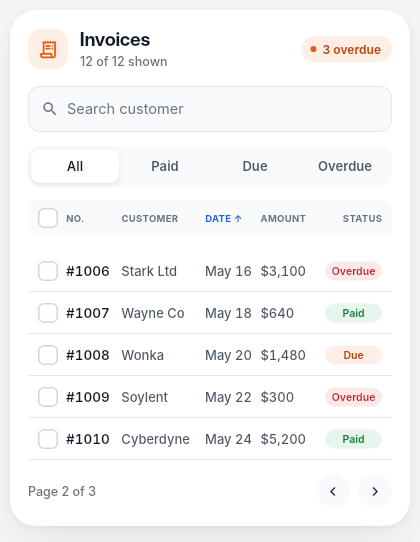 Invoices
12 of 12 shown
3 overdue
Search customer
All Paid Due Overdue
NO. CUSTOMER DATE ↑ AMOUNT STATUS
#1006 Stark Ltd May 16 $3,100 Overdue
#1007 Wayne Co May 18 $640 Paid
#1008 Wonka May 20 $1,480 Due
#1009 Soylent May 22 $300 Overdue
#1010 Cyberdyne May 24 $5,200 Paid
Page 2 of 3